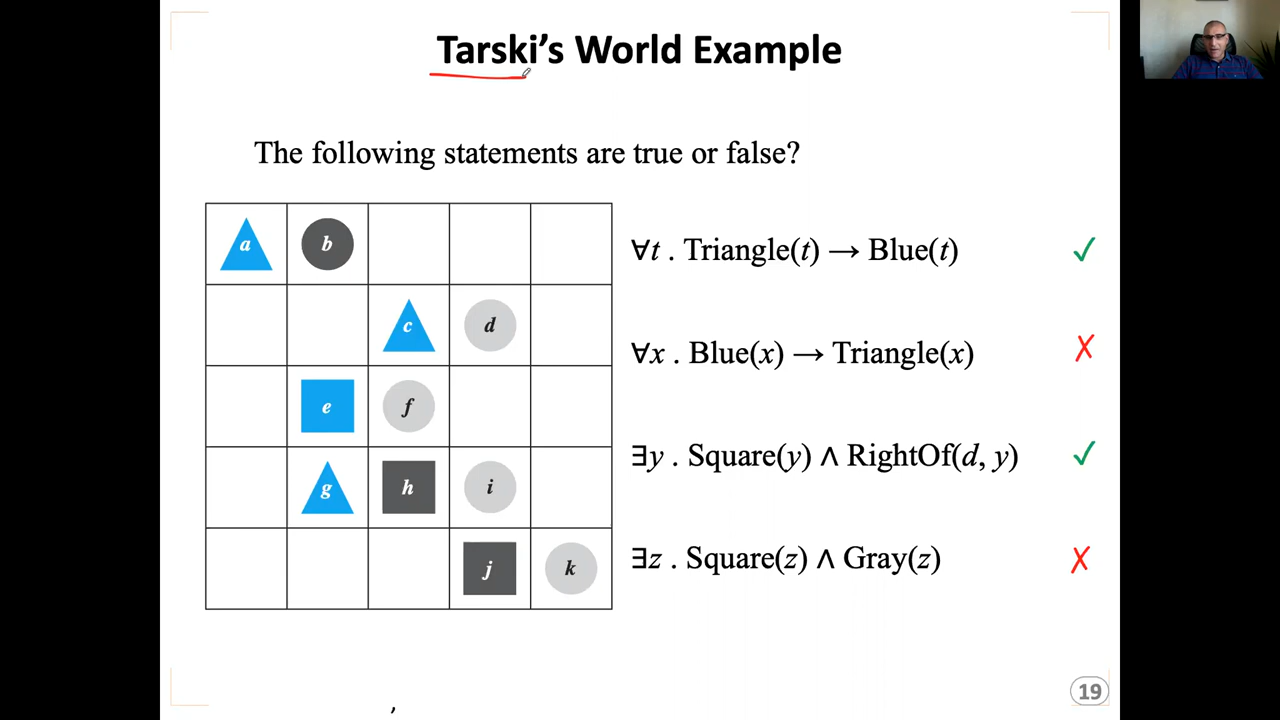 Tarski's World Example
The following statements are true or false?
a b
c d
e f
g h i
j k
∀t . Triangle(t) → Blue(t) ✓
∀x . Blue(x) → Triangle(x) ✗
∃y . Square(y) ∧ RightOf(d, y) ✓
∃z . Square(z) ∧ Gray(z) ✗
19